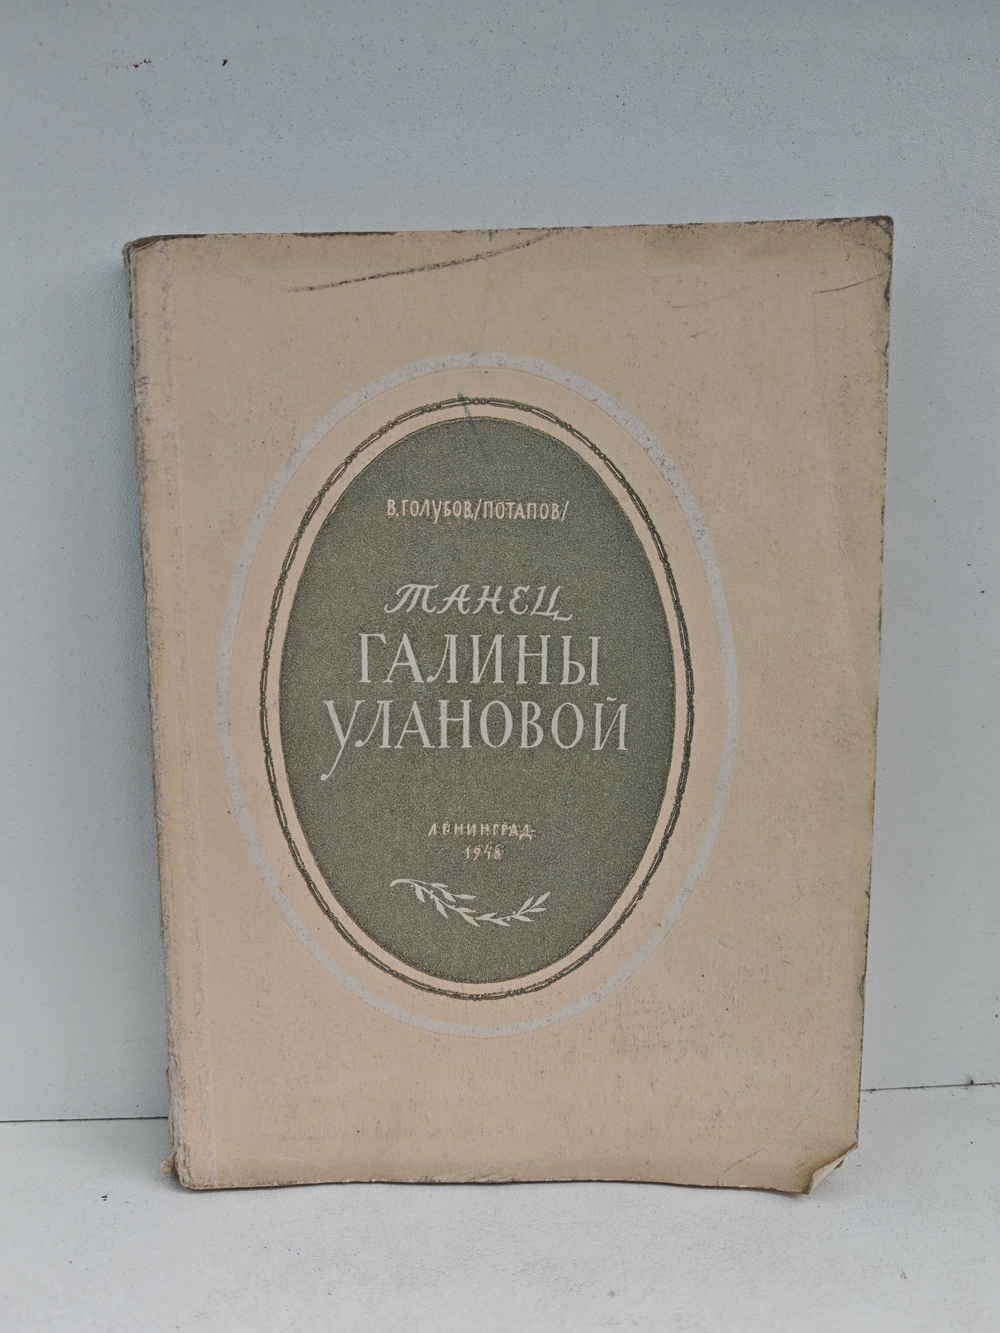 В. ГОЛУБОВ /ПОТАПОВ/
ТАНЕЦ
ГАЛИНЫ
УЛАНОВОЙ
ЛЕНИНГРАД
1948